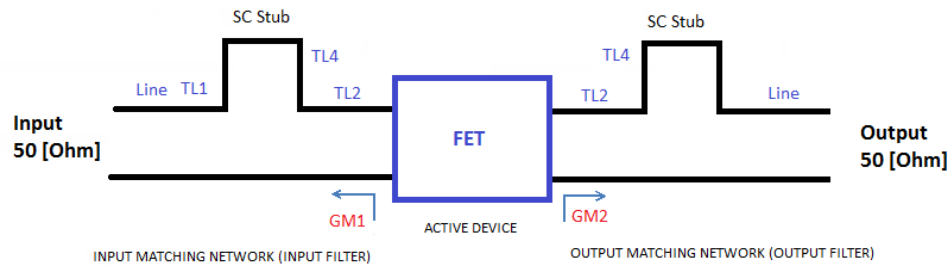 SC Stub
SC Stub
TL4
TL4
Line TL1
TL2
TL2
Line
Input
50 [Ohm]
FET
Output
50 [Ohm]
GM1
GM2
ACTIVE DEVICE
INPUT MATCHING NETWORK (INPUT FILTER)
OUTPUT MATCHING NETWORK (OUTPUT FILTER)